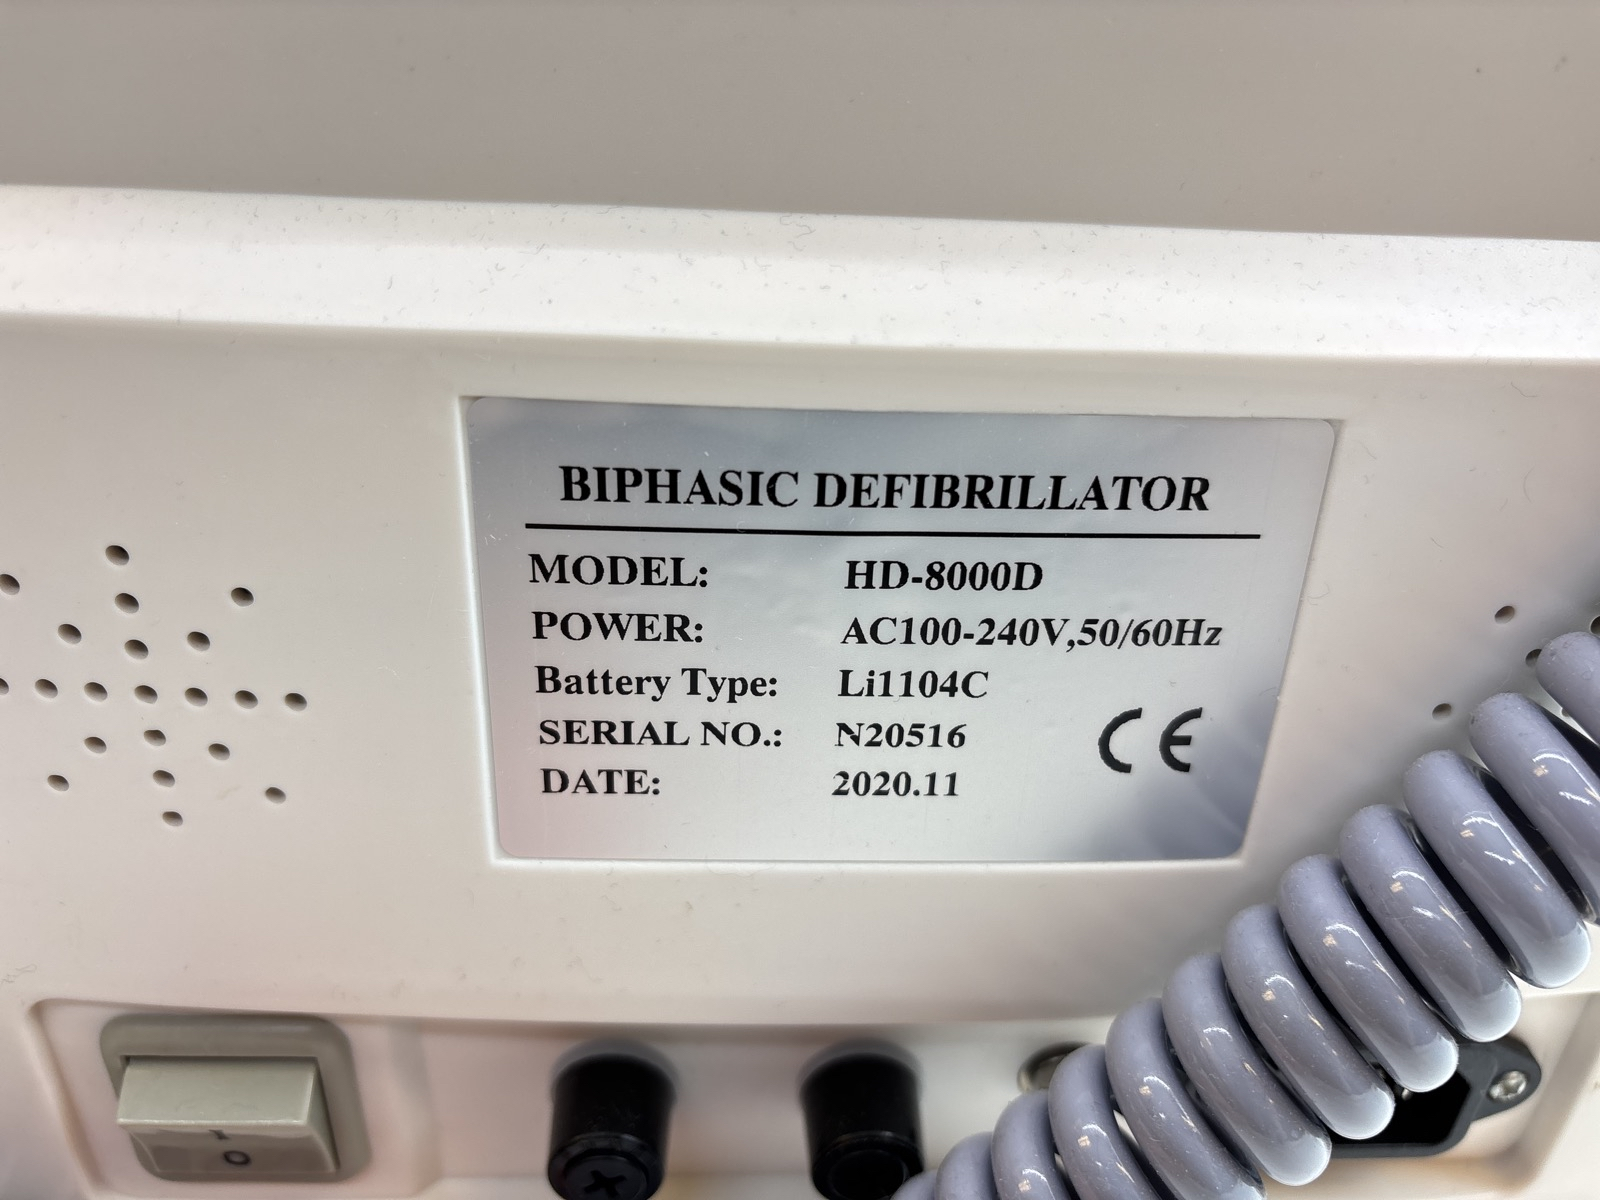 BIPHASIC DEFIBRILLATOR
MODEL: HD-8000D
POWER: AC100-240V,50/60Hz
Battery Type: Li1104C
SERIAL NO.: N20516
DATE: 2020.11
CE
I
O